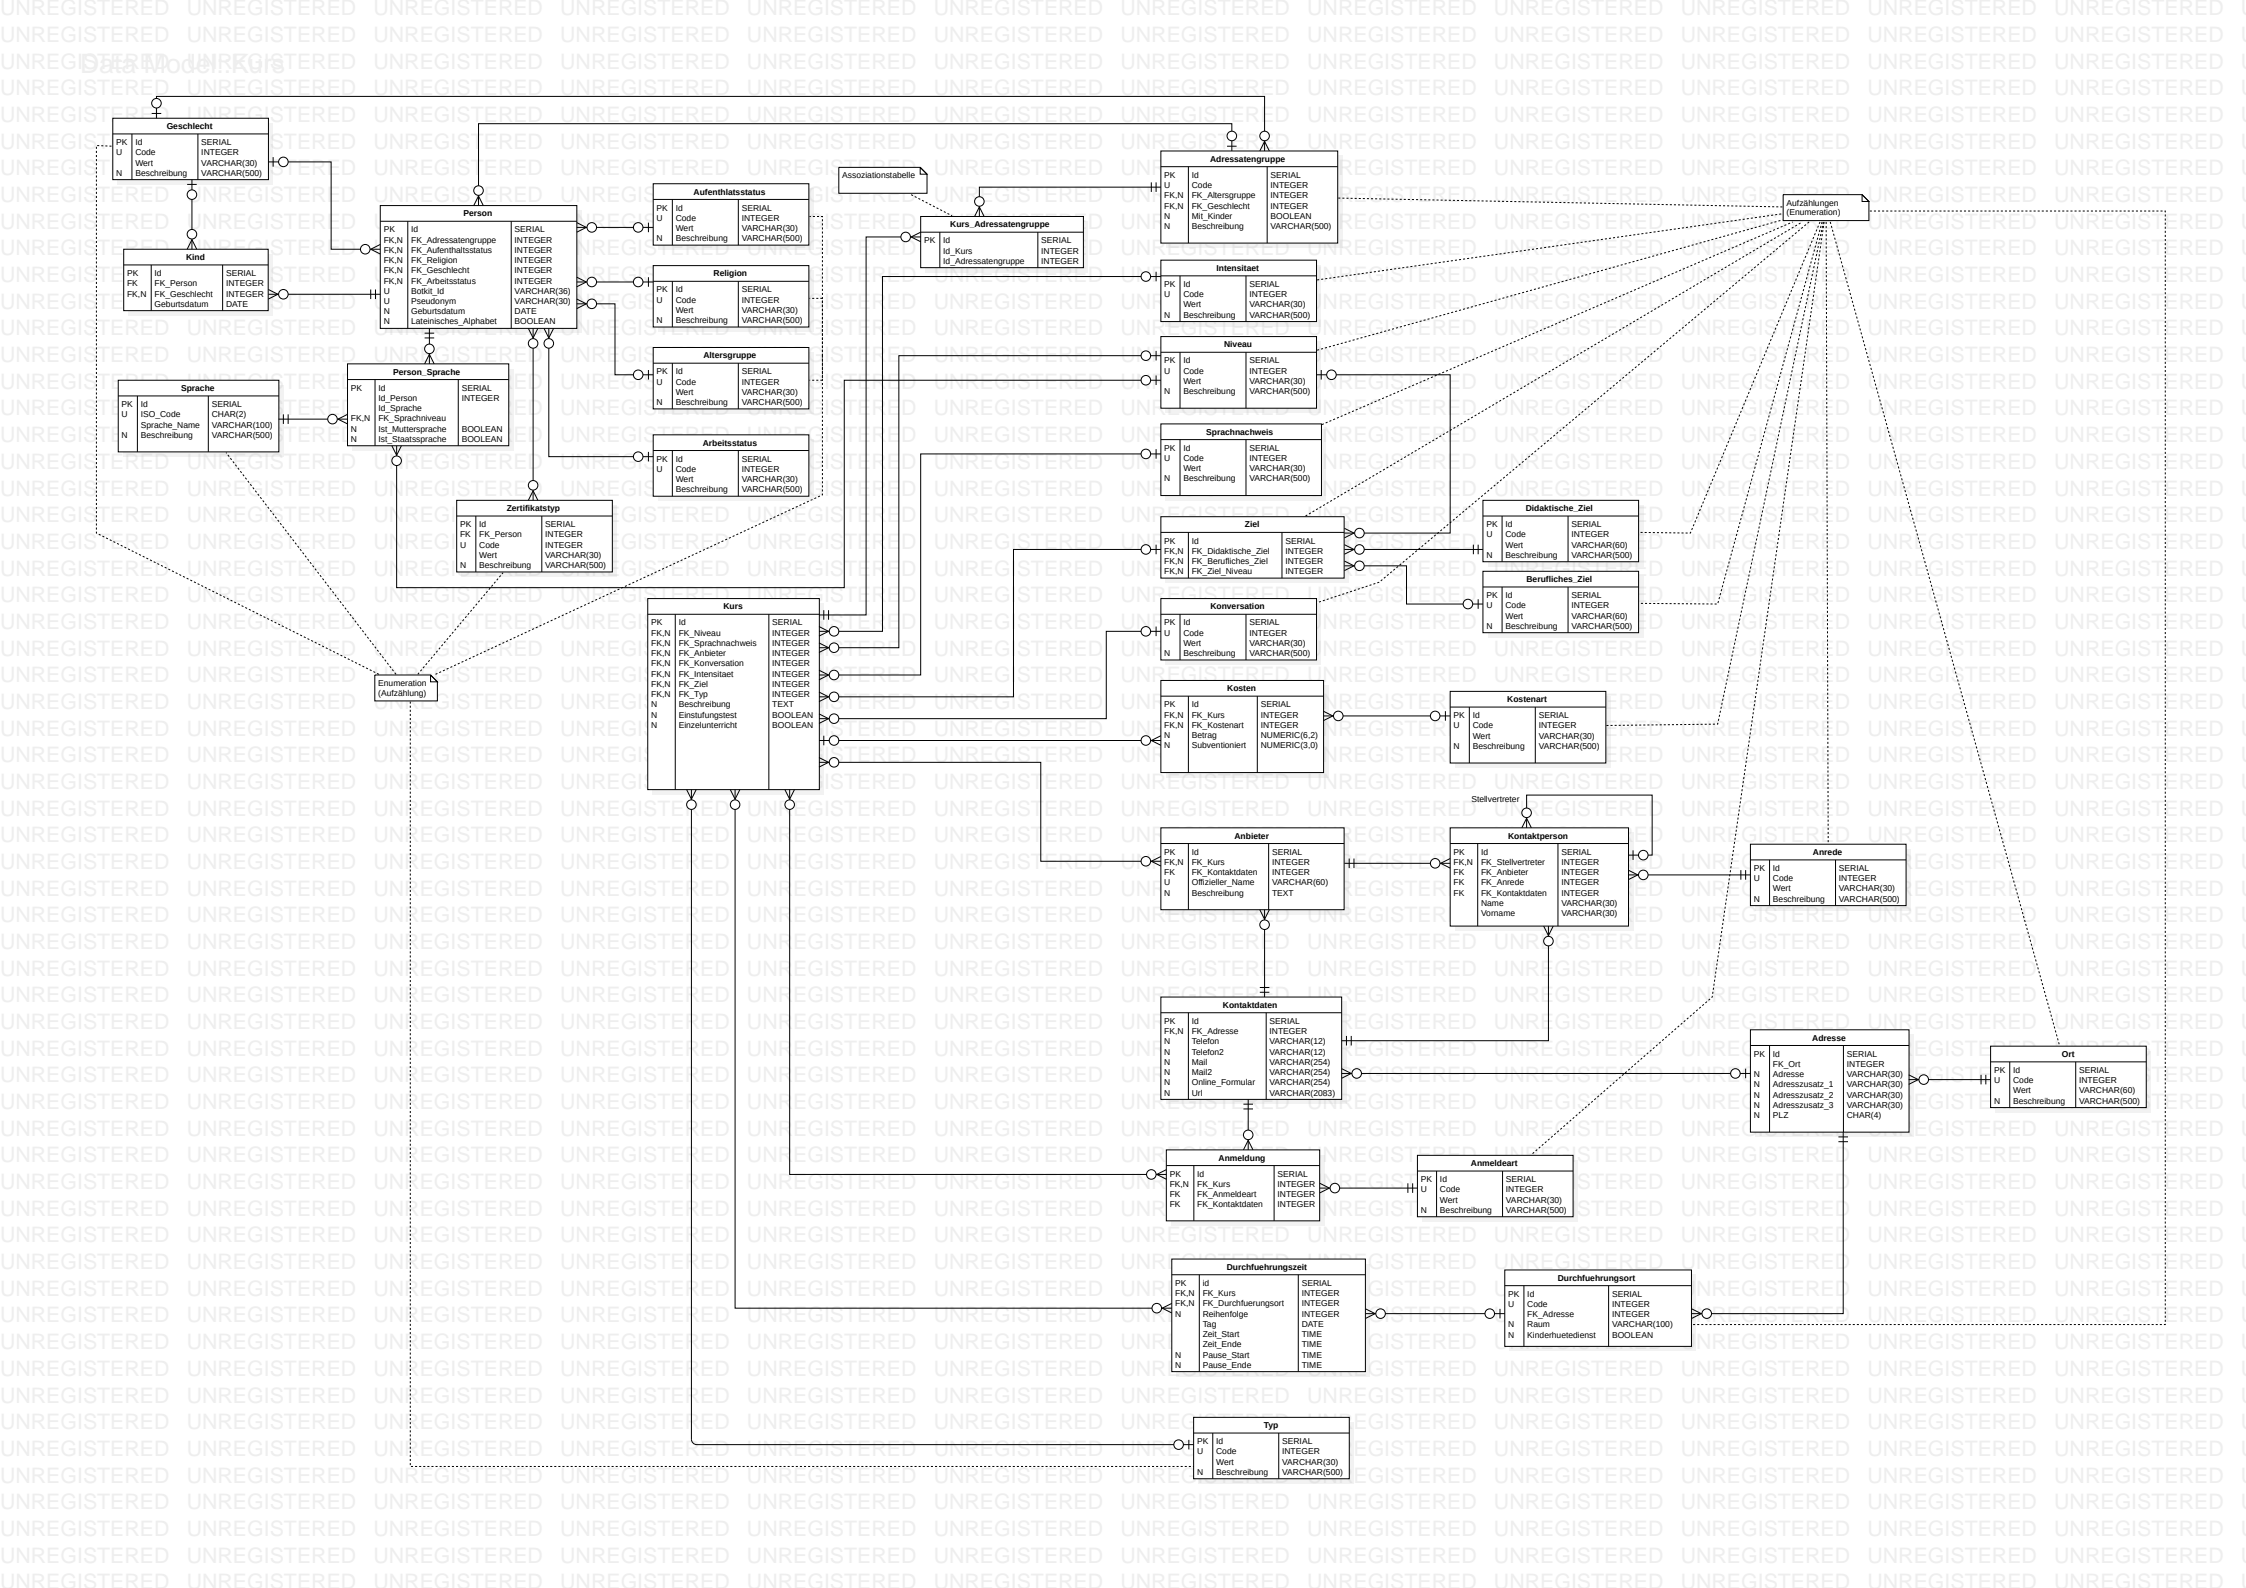 Data Model: Kurs
UNREGISTERED
Geschlecht
PK Id SERIAL
U Code INTEGER
Wert VARCHAR(30)
N Beschreibung VARCHAR(500)
Kind
PK Id SERIAL
FK FK_Person INTEGER
FK,N FK_Geschlecht INTEGER
Geburtsdatum DATE
Person
PK Id SERIAL
FK,N FK_Adressatengruppe INTEGER
FK,N FK_Aufenthaltsstatus INTEGER
FK,N FK_Religion INTEGER
FK,N FK_Geschlecht INTEGER
FK,N FK_Arbeitsstatus INTEGER
U Botkit_Id VARCHAR(36)
U Pseudonym VARCHAR(30)
N Geburtsdatum DATE
N Lateinisches_Alphabet BOOLEAN
Aufenthlatsstatus
PK Id SERIAL
U Code INTEGER
Wert VARCHAR(30)
N Beschreibung VARCHAR(500)
Religion
PK Id SERIAL
U Code INTEGER
Wert VARCHAR(30)
N Beschreibung VARCHAR(500)
Altersgruppe
PK Id SERIAL
U Code INTEGER
Wert VARCHAR(30)
N Beschreibung VARCHAR(500)
Arbeitsstatus
PK Id SERIAL
U Code INTEGER
Wert VARCHAR(30)
Beschreibung VARCHAR(500)
Sprache
PK Id SERIAL
U ISO_Code CHAR(2)
Sprache_Name VARCHAR(100)
N Beschreibung VARCHAR(500)
Person_Sprache
PK Id SERIAL
Id_Person INTEGER
Id_Sprache
FK,N FK_Sprachniveau
N Ist_Muttersprache BOOLEAN
N Ist_Staatssprache BOOLEAN
Zertifikatstyp
PK Id SERIAL
FK FK_Person INTEGER
U Code INTEGER
Wert VARCHAR(30)
N Beschreibung VARCHAR(500)
Enumeration
(Aufzählung)
Assoziationstabelle
Kurs_Adressatengruppe
PK Id SERIAL
Id_Kurs INTEGER
Id_Adressatengruppe INTEGER
Adressatengruppe
PK Id SERIAL
U Code INTEGER
FK,N FK_Altersgruppe INTEGER
FK,N FK_Geschlecht INTEGER
N Mit_Kinder BOOLEAN
N Beschreibung VARCHAR(500)
Aufzählungen
(Enumeration)
Intensitaet
PK Id SERIAL
U Code INTEGER
Wert VARCHAR(30)
N Beschreibung VARCHAR(500)
Niveau
PK Id SERIAL
U Code INTEGER
Wert VARCHAR(30)
N Beschreibung VARCHAR(500)
Sprachnachweis
PK Id SERIAL
U Code INTEGER
Wert VARCHAR(30)
N Beschreibung VARCHAR(500)
Ziel
PK Id SERIAL
FK,N FK_Didaktische_Ziel INTEGER
FK,N FK_Berufliches_Ziel INTEGER
FK,N FK_Ziel_Niveau INTEGER
Didaktische_Ziel
PK Id SERIAL
U Code INTEGER
Wert VARCHAR(60)
N Beschreibung VARCHAR(500)
Berufliches_Ziel
PK Id SERIAL
U Code INTEGER
Wert VARCHAR(60)
N Beschreibung VARCHAR(500)
Konversation
PK Id SERIAL
U Code INTEGER
Wert VARCHAR(30)
N Beschreibung VARCHAR(500)
Kurs
PK Id SERIAL
FK,N FK_Niveau INTEGER
FK,N FK_Sprachnachweis INTEGER
FK,N FK_Anbieter INTEGER
FK,N FK_Konversation INTEGER
FK,N FK_Intensitaet INTEGER
FK,N FK_Ziel INTEGER
FK,N FK_Typ INTEGER
N Beschreibung TEXT
N Einstufungstest BOOLEAN
N Einzelunterricht BOOLEAN
Kosten
PK Id SERIAL
FK,N FK_Kurs INTEGER
FK,N FK_Kostenart INTEGER
N Betrag NUMERIC(6,2)
N Subventioniert NUMERIC(3,0)
Kostenart
PK Id SERIAL
U Code INTEGER
Wert VARCHAR(30)
N Beschreibung VARCHAR(500)
Anbieter
PK Id SERIAL
FK,N FK_Kurs INTEGER
FK FK_Kontaktdaten INTEGER
U Offizieller_Name VARCHAR(60)
N Beschreibung TEXT
Stellvertreter
Kontaktperson
PK Id SERIAL
FK,N FK_Stellvertreter INTEGER
FK FK_Anbieter INTEGER
FK FK_Anrede INTEGER
FK FK_Kontaktdaten INTEGER
Name VARCHAR(30)
Vorname VARCHAR(30)
Anrede
PK Id SERIAL
U Code INTEGER
Wert VARCHAR(30)
N Beschreibung VARCHAR(500)
Kontaktdaten
PK Id SERIAL
FK,N FK_Adresse INTEGER
N Telefon VARCHAR(12)
N Telefon2 VARCHAR(12)
N Mail VARCHAR(254)
N Mail2 VARCHAR(254)
N Online_Formular VARCHAR(254)
N Url VARCHAR(2083)
Adresse
PK Id SERIAL
FK_Ort INTEGER
N Adresse VARCHAR(30)
N Adresszusatz_1 VARCHAR(30)
N Adresszusatz_2 VARCHAR(30)
N Adresszusatz_3 VARCHAR(30)
N PLZ CHAR(4)
Ort
PK Id SERIAL
U Code INTEGER
Wert VARCHAR(60)
N Beschreibung VARCHAR(500)
Anmeldung
PK Id SERIAL
FK,N FK_Kurs INTEGER
FK FK_Anmeldeart INTEGER
FK FK_Kontaktdaten INTEGER
Anmeldeart
PK Id SERIAL
U Code INTEGER
Wert VARCHAR(30)
N Beschreibung VARCHAR(500)
Durchfuehrungszeit
PK id SERIAL
FK,N FK_Kurs INTEGER
FK,N FK_Durchfuerungsort INTEGER
N Reihenfolge INTEGER
Tag DATE
Zeit_Start TIME
Zeit_Ende TIME
N Pause_Start TIME
N Pause_Ende TIME
Durchfuehrungsort
PK Id SERIAL
U Code INTEGER
FK_Adresse INTEGER
N Raum VARCHAR(100)
N Kinderhuetedienst BOOLEAN
Typ
PK Id SERIAL
U Code INTEGER
Wert VARCHAR(30)
N Beschreibung VARCHAR(500)